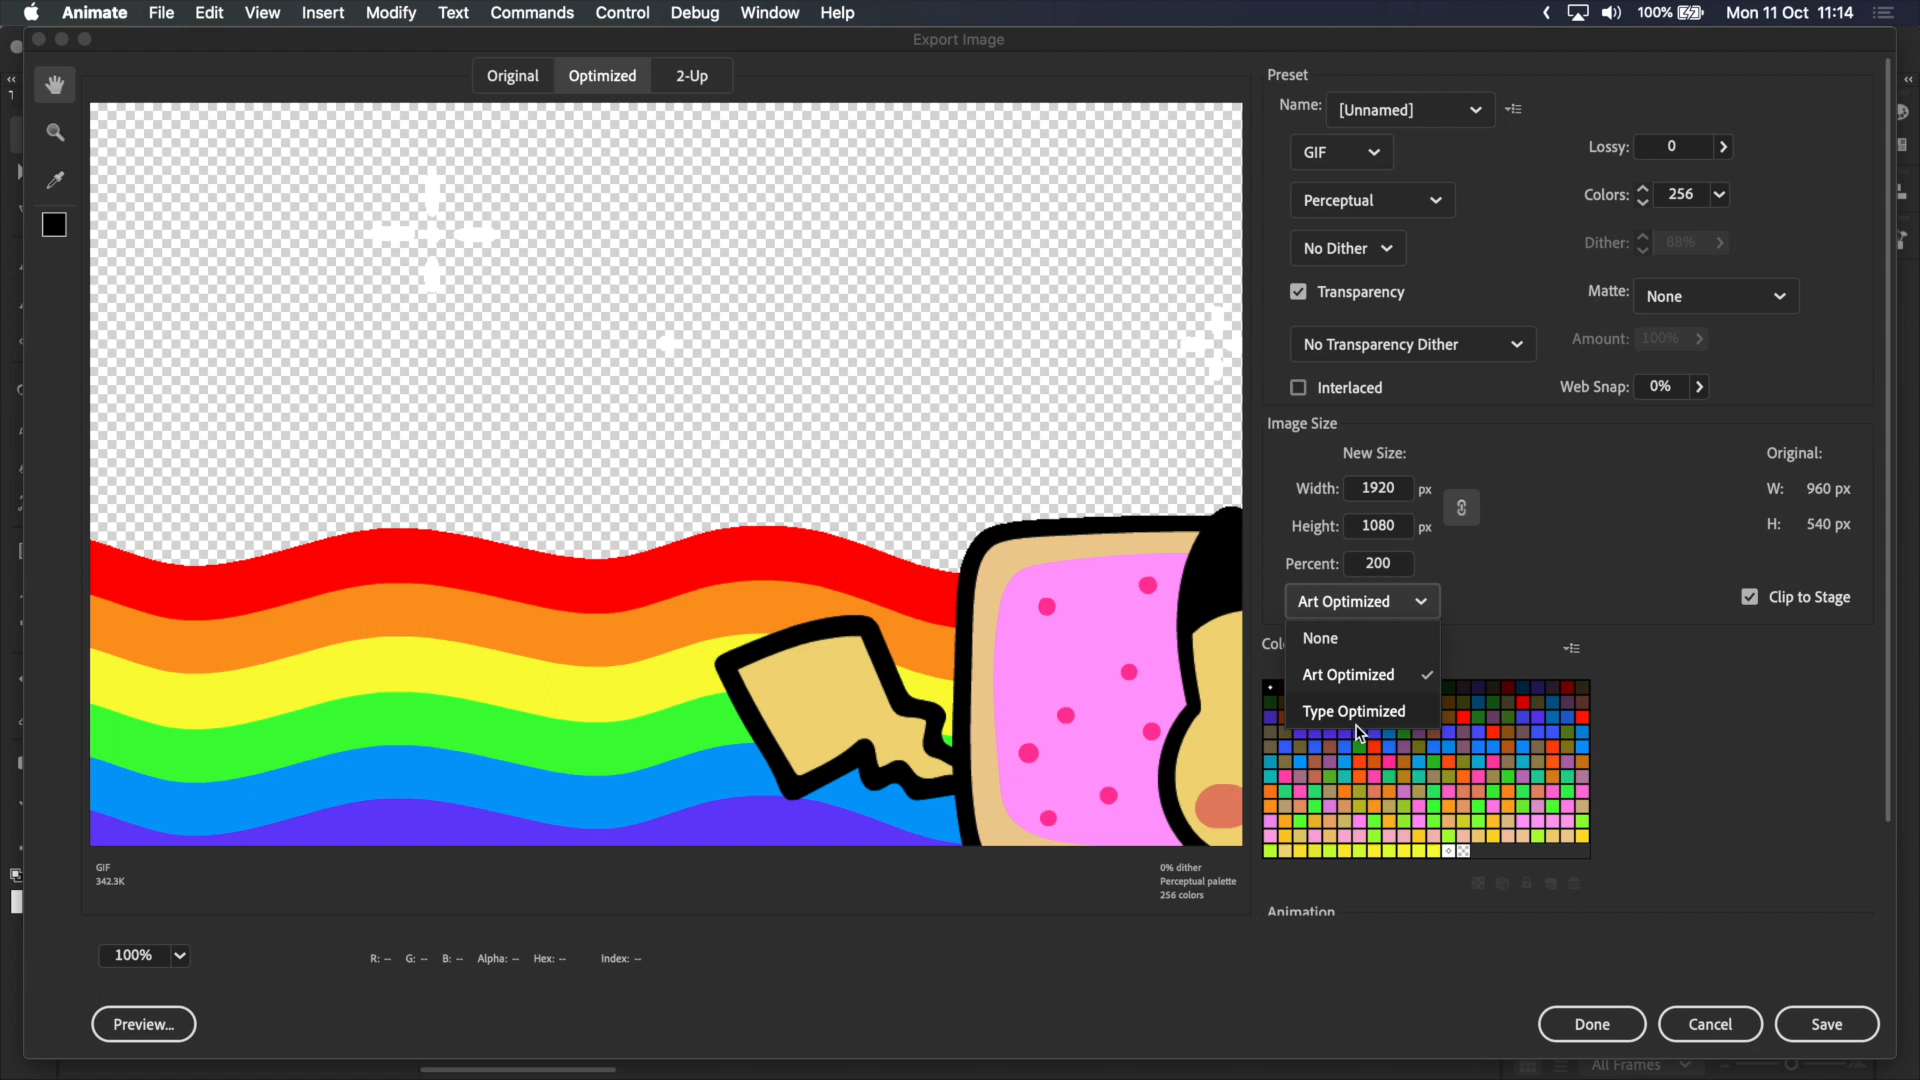 Animate File Edit View Insert Modify Text Commands Control Debug Window Help 100% Mon 11 Oct 11:14
Export Image
Original Optimized 2-Up
Preset
Name: [Unnamed]
GIF Lossy: 0
Colors: 256
Perceptual
Dither: 88%
No Dither
Transparency Matte: None
No Transparency Dither Amount: 100%
Interlaced Web Snap: 0%
Image Size
New Size: Original:
Width: 1920 px W: 960 px
Height: 1080 px H: 540 px
Percent: 200
Art Optimized Clip to Stage
None
Art Optimized
Type Optimized
GIF
342.3K
0% dither
Perceptual palette
256 colors
Animation
100% R: -- G: -- B: -- Alpha: -- Hex: -- Index: --
Preview... Done Cancel Save
All Frames